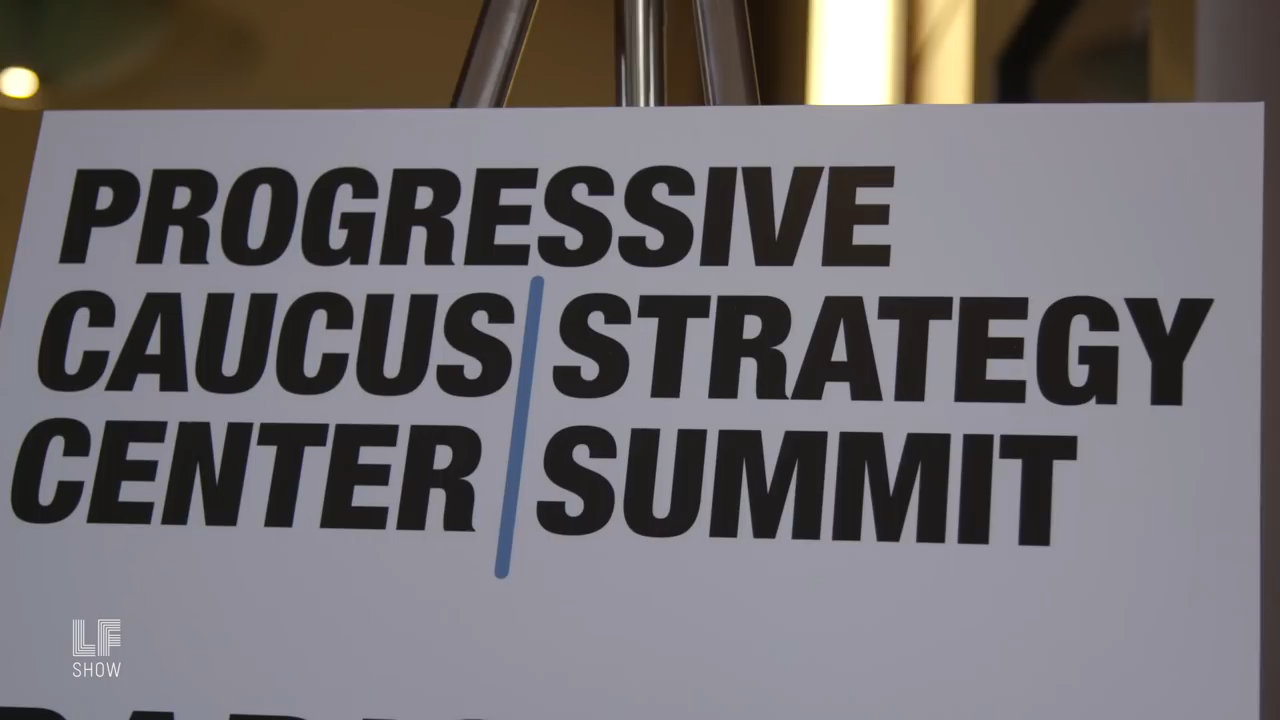 PROGRESSIVE
CAUCUS STRATEGY
CENTER SUMMIT
LF
SHOW